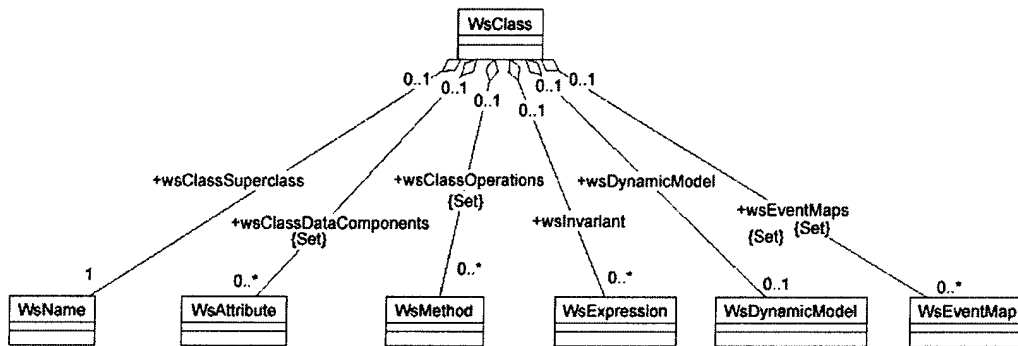 WsClass
0..1 0..1 0..1 0..1 0..1 0..1
+wsClassSuperclass
+wsClassOperations
{Set}
+wsDynamicModel
+wsClassDataComponents
{Set}
+wsInvariant
+wsEventMaps
{Set} {Set}
1 0..* 0..* 0..* 0..1 0..*
WsName WsAttribute WsMethod WsExpression WsDynamicModel WsEventMap